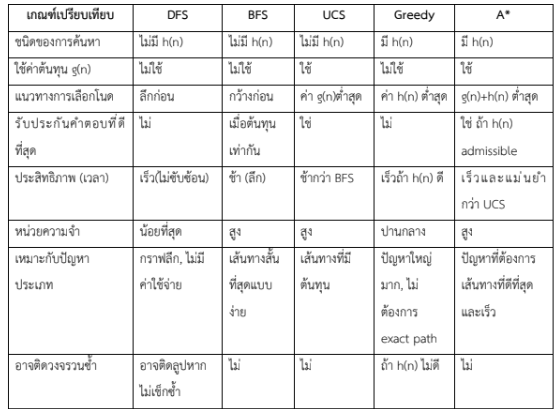 เกณฑ์เปรียบเทียบ DFS BFS UCS Greedy A*
ชนิดของการค้นหา ไม่มี h(n) ไม่มี h(n) ไม่มี h(n) มี h(n) มี h(n)
ใช้ค่าต้นทุน g(n) ไม่ใช้ ไม่ใช้ ใช้ ไม่ใช้ ใช้
แนวทางการเลือกโนด ลึกก่อน กว้างก่อน ค่า g(n)ต่ำสุด ค่า h(n) ต่ำสุด g(n)+h(n) ต่ำสุด
รับประกันคำตอบที่ดี ไม่ เมื่อต้นทุน ใช่ ไม่ ใช่ ถ้า h(n)
ที่สุด เท่ากัน admissible
ประสิทธิภาพ (เวลา) เร็ว(ไม่ซับซ้อน) ช้า (ลึก) ช้ากว่า BFS เร็วถ้า h(n) ดี เร็วและแม่นยำ
กว่า UCS
หน่วยความจำ น้อยที่สุด สูง สูง ปานกลาง สูง
เหมาะกับปัญหา กราฟลึก, ไม่มี เส้นทางสั้น เส้นทางที่มี ปัญหาใหญ่ ปัญหาที่ต้องการ
ประเภท ค่าใช้จ่าย ที่สุดแบบ ต้นทุน มาก, ไม่ เส้นทางที่ดีที่สุด
ง่าย ต้องการ และเร็ว
exact path
อาจติดวงจรวนซ้ำ อาจติดลูปหาก ไม่ ไม่ ถ้า h(n) ไม่ดี ไม่
ไม่เช็กซ้ำ